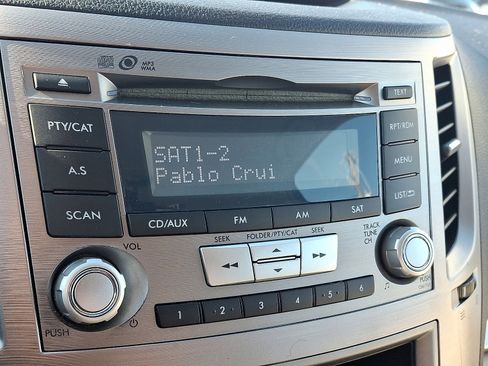 MP3
WMA
TEXT
PTY/CAT
A.S
SCAN
SAT1-2
Pablo Crui
RPT/RDM
MENU
LIST/
CD/AUX
FM
AM
SAT
VOL
SEEK
FOLDER/PTY/CAT
SEEK
TRACK
TUNE
CH
PUSH
1
2
3
4
5
6
PUSH